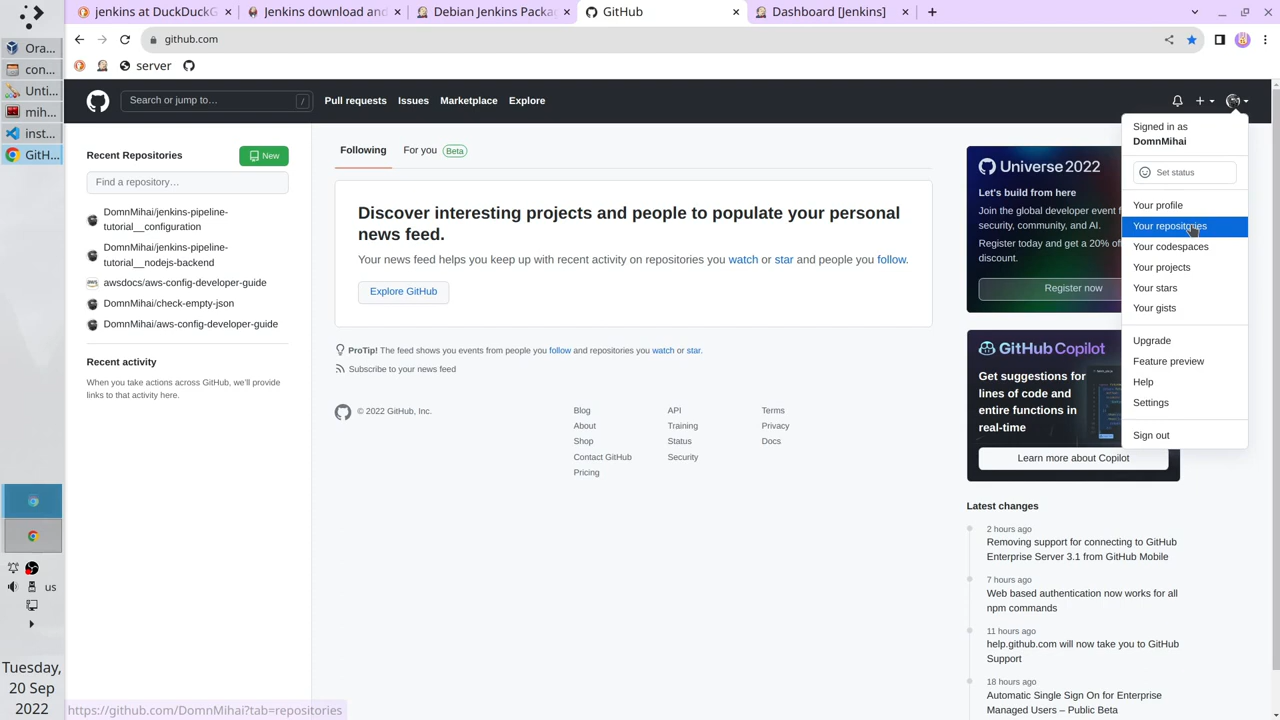 jenkins at DuckDuckG
Jenkins download and
Debian Jenkins Packa
GitHub
Dashboard [Jenkins]
github.com
server
Ora...
con...
Unti...
mih...
inst...
GitH...
us
Tuesday,
20 Sep
2022
Search or jump to…
/
Pull requests
Issues
Marketplace
Explore
Recent Repositories
New
Find a repository…
DomnMihai/jenkins-pipeline-
tutorial__configuration
DomnMihai/jenkins-pipeline-
tutorial__nodejs-backend
awsdocs/aws-config-developer-guide
DomnMihai/check-empty-json
DomnMihai/aws-config-developer-guide
Recent activity
When you take actions across GitHub, we'll provide
links to that activity here.
Following
For you
Beta
Discover interesting projects and people to populate your personal
news feed.
Your news feed helps you keep up with recent activity on repositories you watch or star and people you follow.
Explore GitHub
ProTip! The feed shows you events from people you follow and repositories you watch or star.
Subscribe to your news feed
© 2022 GitHub, Inc.
Blog
About
Shop
Contact GitHub
Pricing
API
Training
Status
Security
Terms
Privacy
Docs
Universe 2022
Let's build from here
Join the global developer event f
security, community, and AI.
Register today and get a 20% of
discount.
Register now
GitHub Copilot
Get suggestions for
lines of code and
entire functions in
real-time
Learn more about Copilot
Latest changes
2 hours ago
Removing support for connecting to GitHub
Enterprise Server 3.1 from GitHub Mobile
7 hours ago
Web based authentication now works for all
npm commands
11 hours ago
help.github.com will now take you to GitHub
Support
18 hours ago
Automatic Single Sign On for Enterprise
Managed Users – Public Beta
Signed in as
DomnMihai
Set status
Your profile
Your repositories
Your codespaces
Your projects
Your stars
Your gists
Upgrade
Feature preview
Help
Settings
Sign out
https://github.com/DomnMihai?tab=repositories